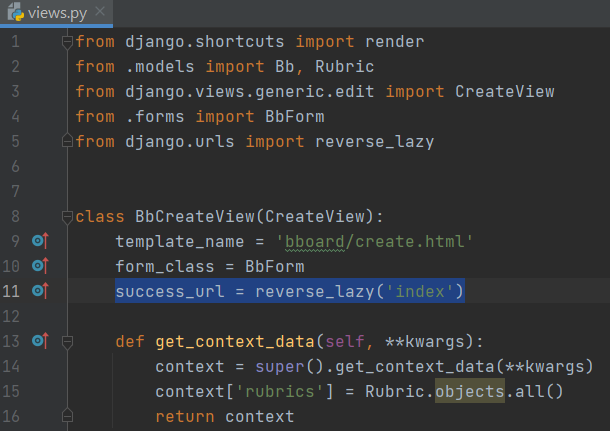 views.py
1 from django.shortcuts import render
2 from .models import Bb, Rubric
3 from django.views.generic.edit import CreateView
4 from .forms import BbForm
5 from django.urls import reverse_lazy
6
7
8 class BbCreateView(CreateView):
9     template_name = 'bboard/create.html'
10     form_class = BbForm
11     success_url = reverse_lazy('index')
12
13     def get_context_data(self, **kwargs):
14         context = super().get_context_data(**kwargs)
15         context['rubrics'] = Rubric.objects.all()
16         return context